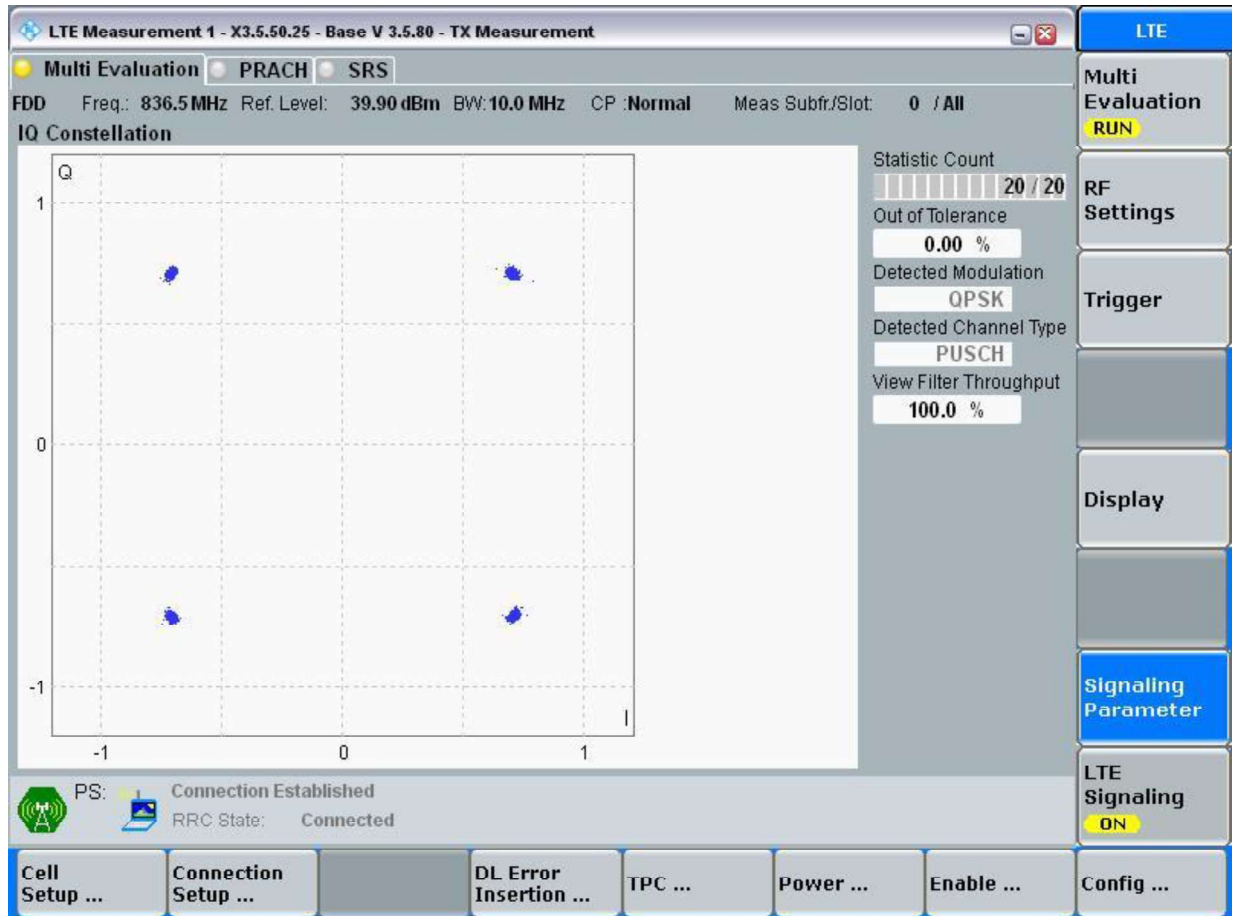 LTE Measurement 1 - X3.5.50.25 - Base V 3.5.80 - TX Measurement
LTE
Multi Evaluation PRACH SRS
FDD Freq.: 836.5 MHz Ref. Level: 39.90 dBm BW: 10.0 MHz CP :Normal Meas Subfr./Slot: 0 / All
IQ Constellation
Q
1
0
-1
I
-1 0 1
Statistic Count
20 / 20
Out of Tolerance
0.00 %
Detected Modulation
QPSK
Detected Channel Type
PUSCH
View Filter Throughput
100.0 %
Multi
Evaluation
RUN
RF
Settings
Trigger
Display
Signaling
Parameter
LTE
Signaling
ON
PS: Connection Established
RRC State: Connected
Cell
Setup ...
Connection
Setup ...
DL Error
Insertion ...
TPC ...
Power ...
Enable ...
Config ...